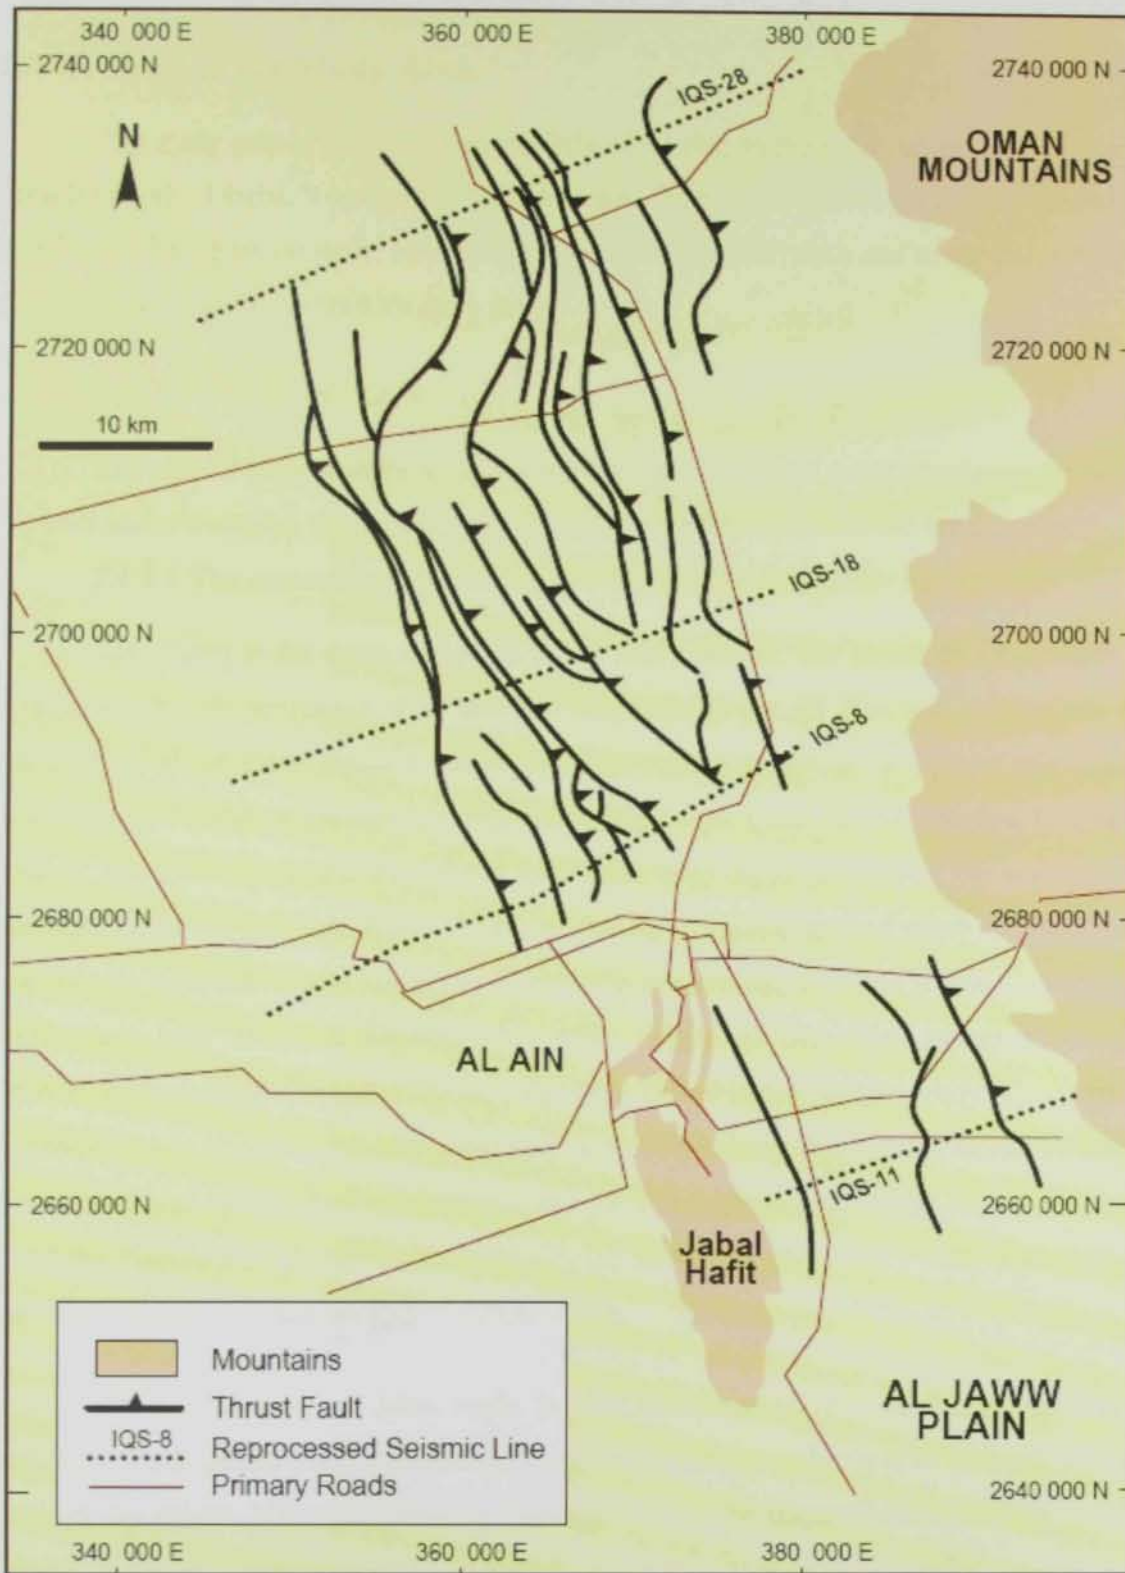 340 000 E
360 000 E
380 000 E
2740 000 N
2740 000 N
IQS-28
N
OMAN
MOUNTAINS
2720 000 N
2720 000 N
10 km
IQS-18
2700 000 N
2700 000 N
IQS-8
2680 000 N
2680 000 N
AL AIN
IQS-11
2660 000 N
2660 000 N
Jabal
Hafit
Mountains
Thrust Fault
IQS-8
Reprocessed Seismic Line
Primary Roads
AL JAWW
PLAIN
2640 000 N
340 000 E
360 000 E
380 000 E